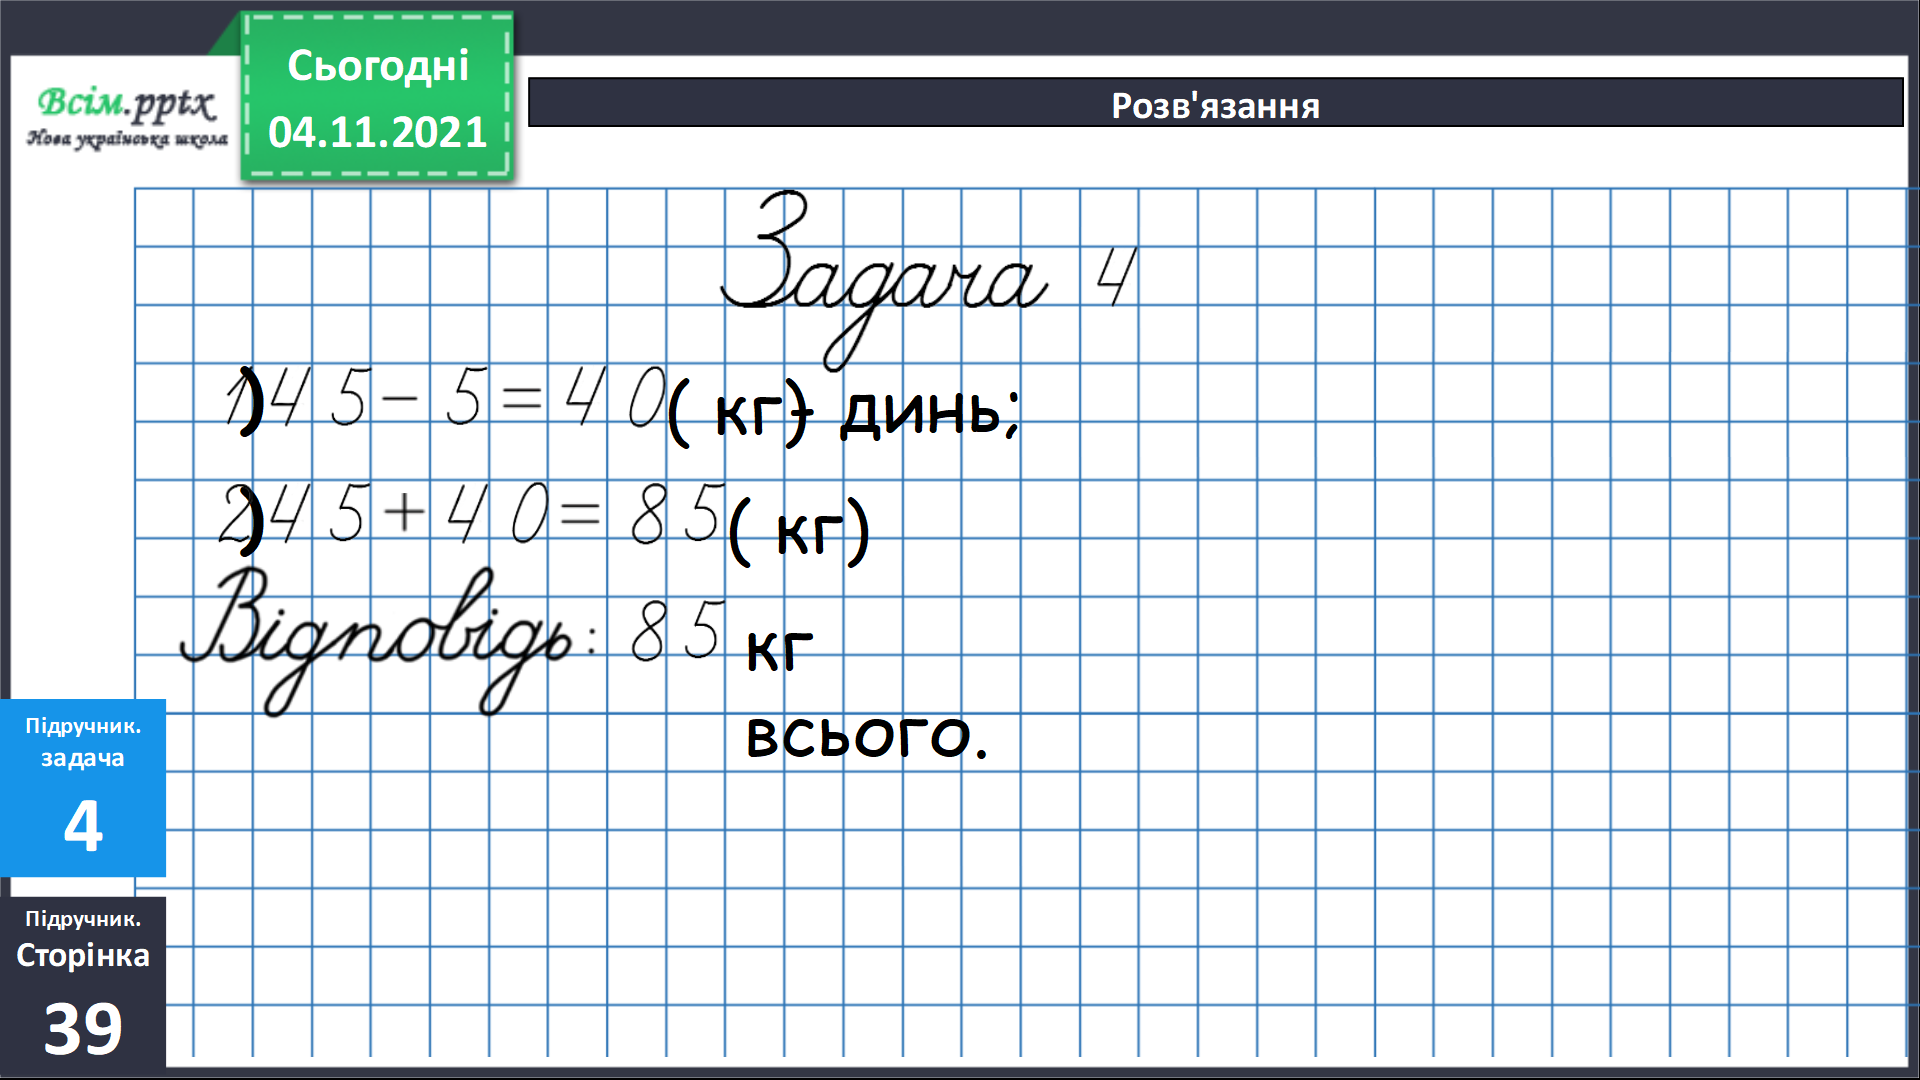 Всім.pptx
Нова українська школа
Сьогодні
04.11.2021
Розв'язання
Задача 4
1) 45 - 5 = 40 ( кг) - динь;
2) 45 + 40 = 85 ( кг)
Відповідь: 85 кг
всього.
Підручник.
задача
4
Підручник.
Сторінка
39